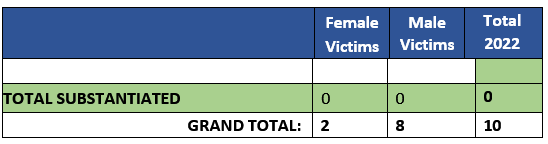 Female Victims Male Victims Total 2022
TOTAL SUBSTANTIATED 0 0 0
GRAND TOTAL: 2 8 10